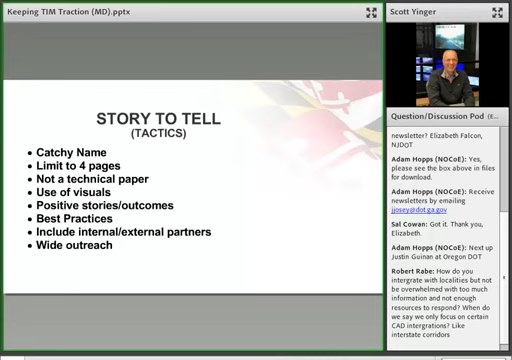 Keeping TIM Traction (MD).pptx
STORY TO TELL
(TACTICS)
• Catchy Name
• Limit to 4 pages
• Not a technical paper
• Use of visuals
• Positive stories/outcomes
• Best Practices
• Include internal/external partners
• Wide outreach
Scott Yinger
Question/Discussion Pod (E...
newsletter? Elizabeth Falcon,
NJDOT
Adam Hopps (NOCoE): Yes,
please see the box above in files
for download.
Adam Hopps (NOCoE): Receive
newsletters by emailing
jjosey@dot.ga.gov
Sal Cowan: Got it. Thank you,
Elizabeth.
Adam Hopps (NOCoE): Next up
Justin Guinan at Oregon DOT
Robert Rabe: How do you
intergrate with localities but not
be overwhelmed with too much
information and not enough
resources to respond? When do
we say we only focus on certain
CAD intergrations? Like
interstate corridors